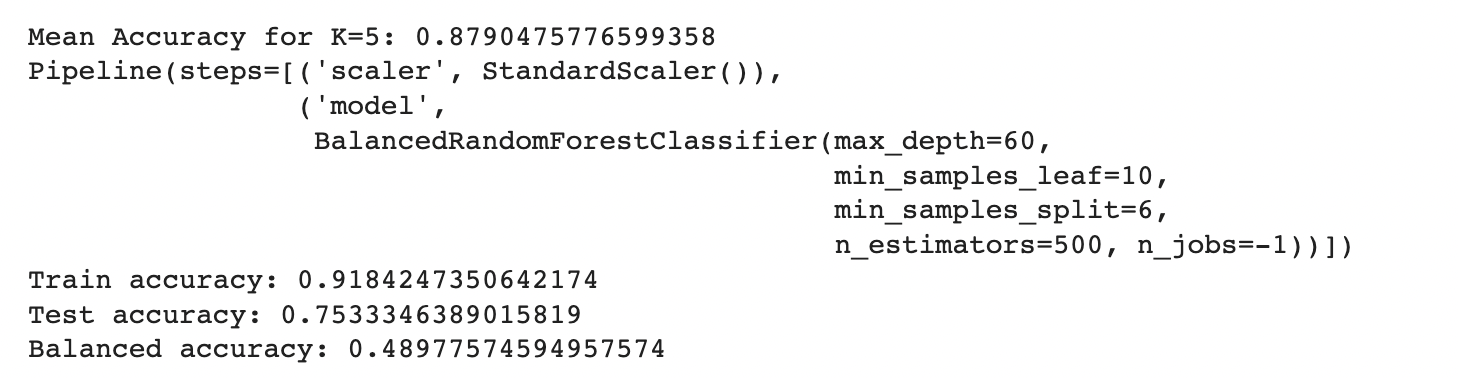 Mean Accuracy for K=5: 0.8790475776599358
Pipeline(steps=[('scaler', StandardScaler()),
                ('model',
                 BalancedRandomForestClassifier(max_depth=60,
                                                min_samples_leaf=10,
                                                min_samples_split=6,
                                                n_estimators=500, n_jobs=-1))])
Train accuracy: 0.9184247350642174
Test accuracy: 0.7533346389015819
Balanced accuracy: 0.48977574594957574